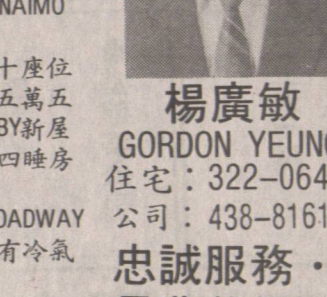 NAIMO
十座位
五萬五
BY新屋
四睡房
OADWAY
有冷氣
楊廣敏
GORDON YEUNG
住宅：322-064
公司：438-8161
忠誠服務·